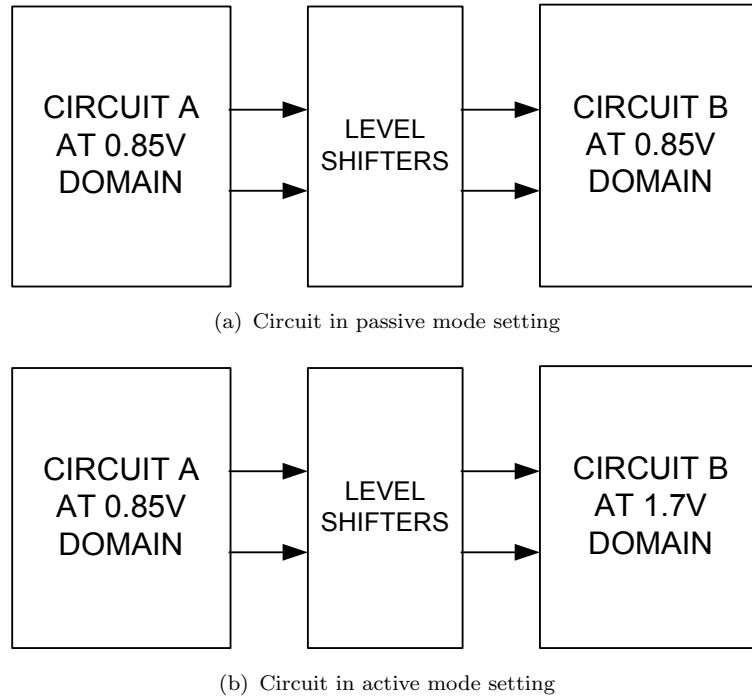 CIRCUIT A
AT 0.85V
DOMAIN
LEVEL
SHIFTERS
CIRCUIT B
AT 0.85V
DOMAIN
(a) Circuit in passive mode setting
CIRCUIT A
AT 0.85V
DOMAIN
LEVEL
SHIFTERS
CIRCUIT B
AT 1.7V
DOMAIN
(b) Circuit in active mode setting